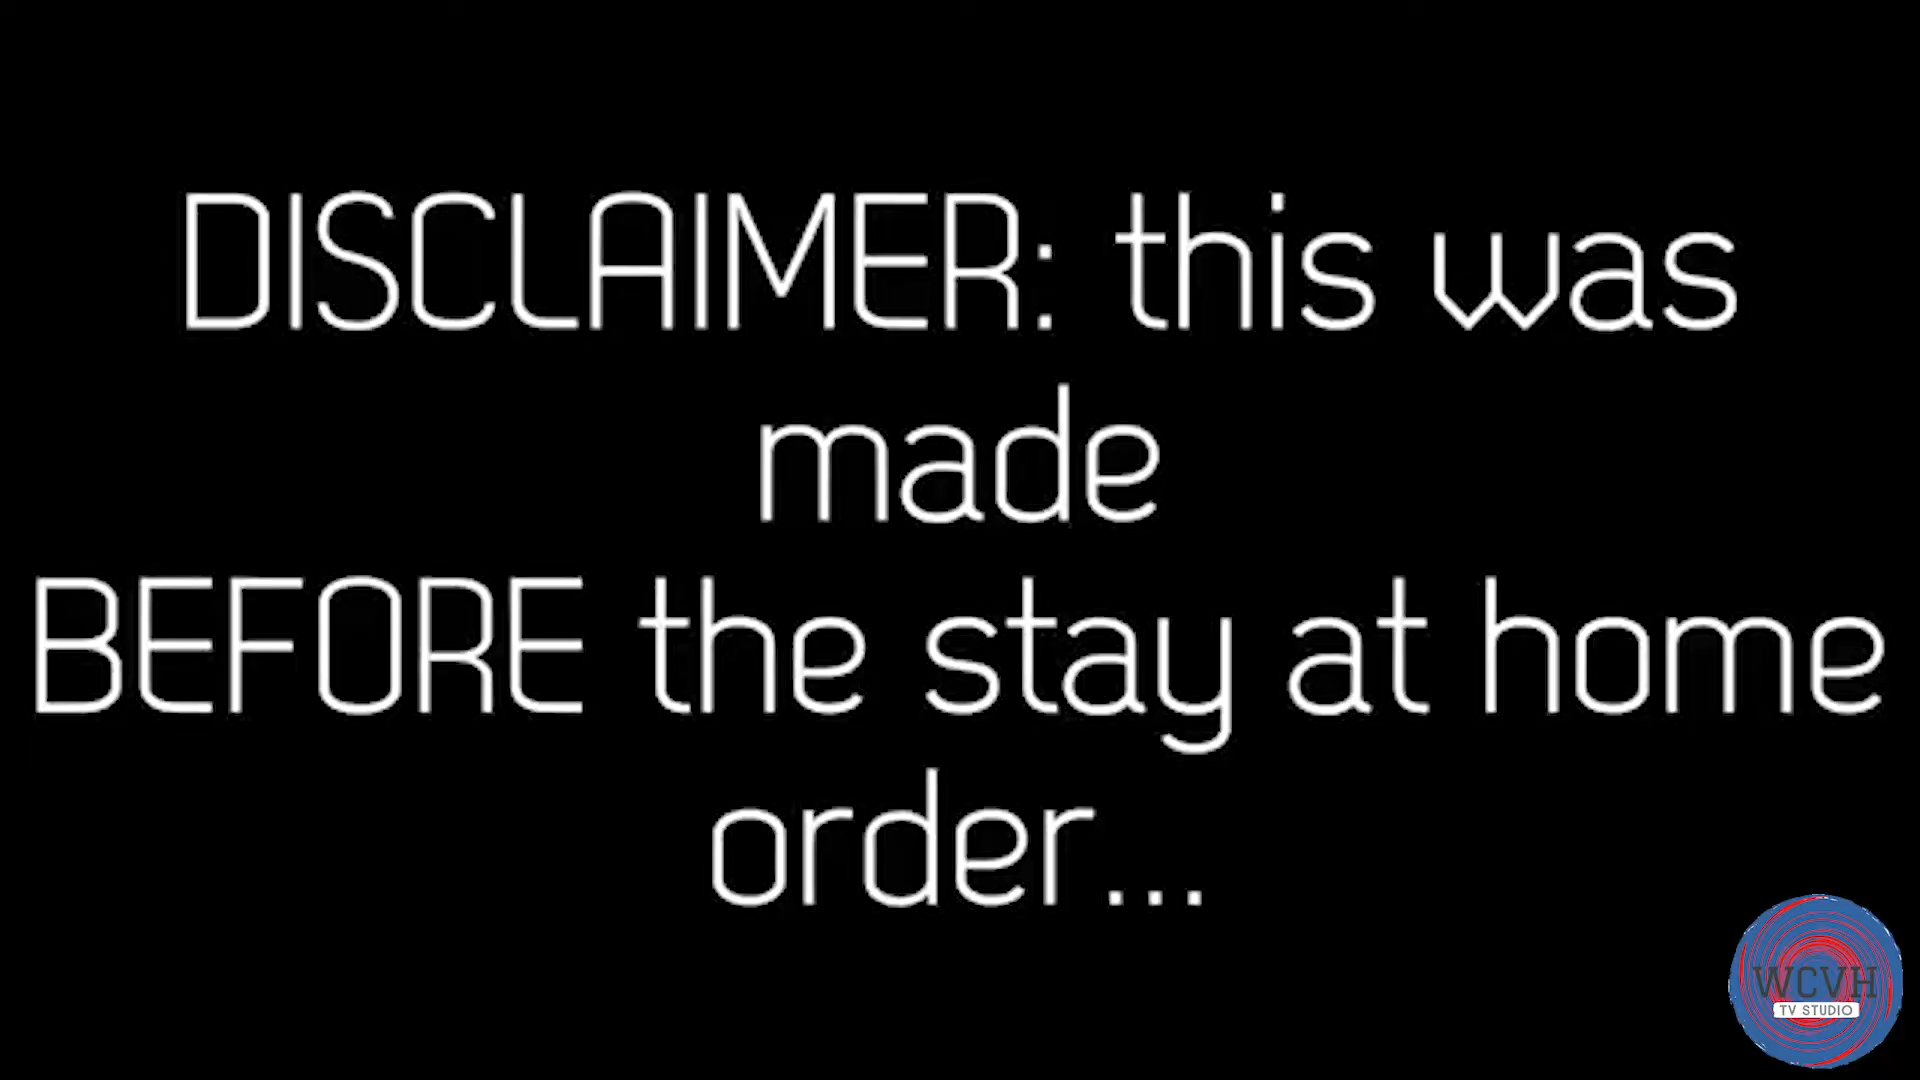 DISCLAIMER: this was
made
BEFORE the stay at home
order...
WCVH
TV STUDIO